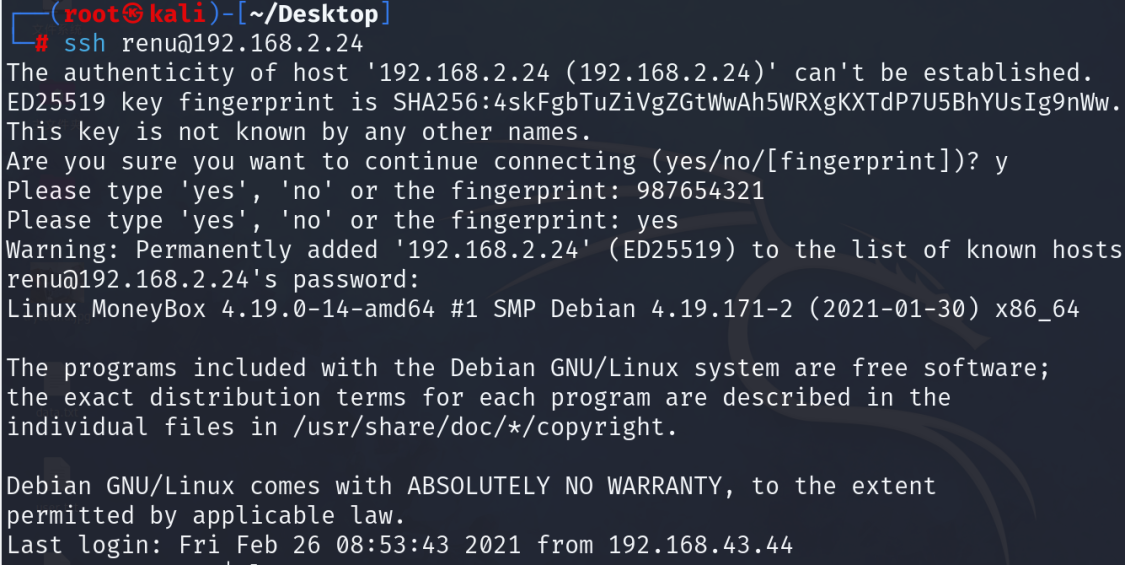 ┌──(root㉿kali)-[~/Desktop]
└─# ssh renu@192.168.2.24
The authenticity of host '192.168.2.24 (192.168.2.24)' can't be established.
ED25519 key fingerprint is SHA256:4skFgbTuZiVgZGtWwAh5WRXgKXTdP7U5BhYUsIg9nWw.
This key is not known by any other names.
Are you sure you want to continue connecting (yes/no/[fingerprint])? y
Please type 'yes', 'no' or the fingerprint: 987654321
Please type 'yes', 'no' or the fingerprint: yes
Warning: Permanently added '192.168.2.24' (ED25519) to the list of known hosts
renu@192.168.2.24's password:
Linux MoneyBox 4.19.0-14-amd64 #1 SMP Debian 4.19.171-2 (2021-01-30) x86_64
The programs included with the Debian GNU/Linux system are free software;
the exact distribution terms for each program are described in the
individual files in /usr/share/doc/*/copyright.
Debian GNU/Linux comes with ABSOLUTELY NO WARRANTY, to the extent
permitted by applicable law.
Last login: Fri Feb 26 08:53:43 2021 from 192.168.43.44